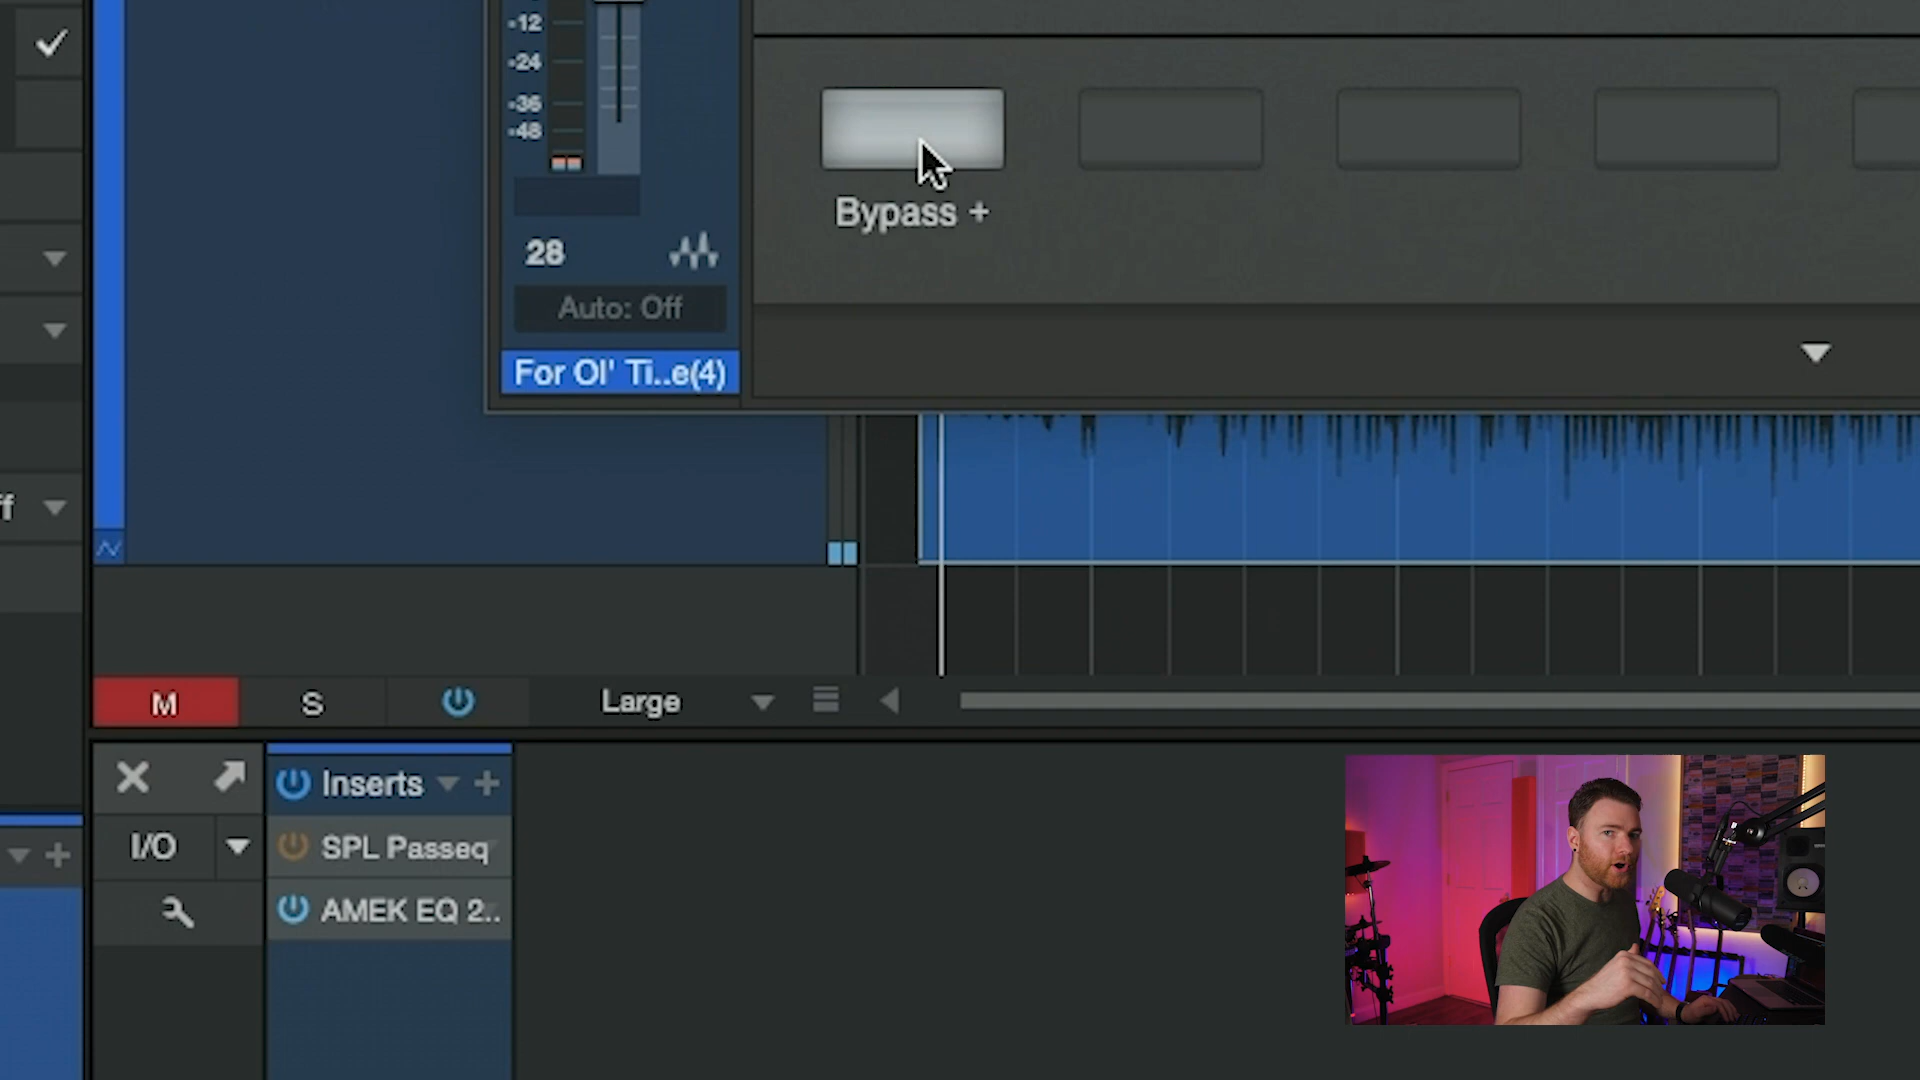 -12
-24
-36
-48
Bypass +
28
Auto: Off
For Ol' Ti..e(4)
ff
M
S
Large
Inserts
I/O
SPL Passeq
AMEK EQ 2..